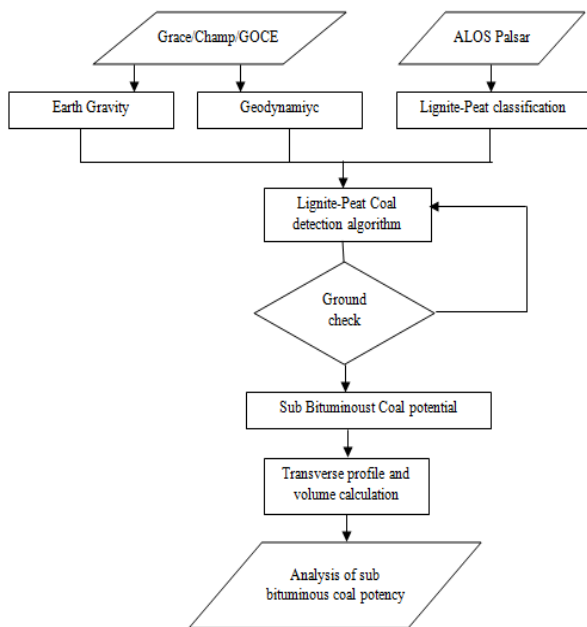 Grace/Champ/GOCE
ALOS Palsar
Earth Gravity
Geodynamiyc
Lignite-Peat classification
Lignite-Peat Coal
detection algorithm
Ground
check
Sub Bituminoust Coal potential
Transverse profile and
volume calculation
Analysis of sub
bituminous coal potency